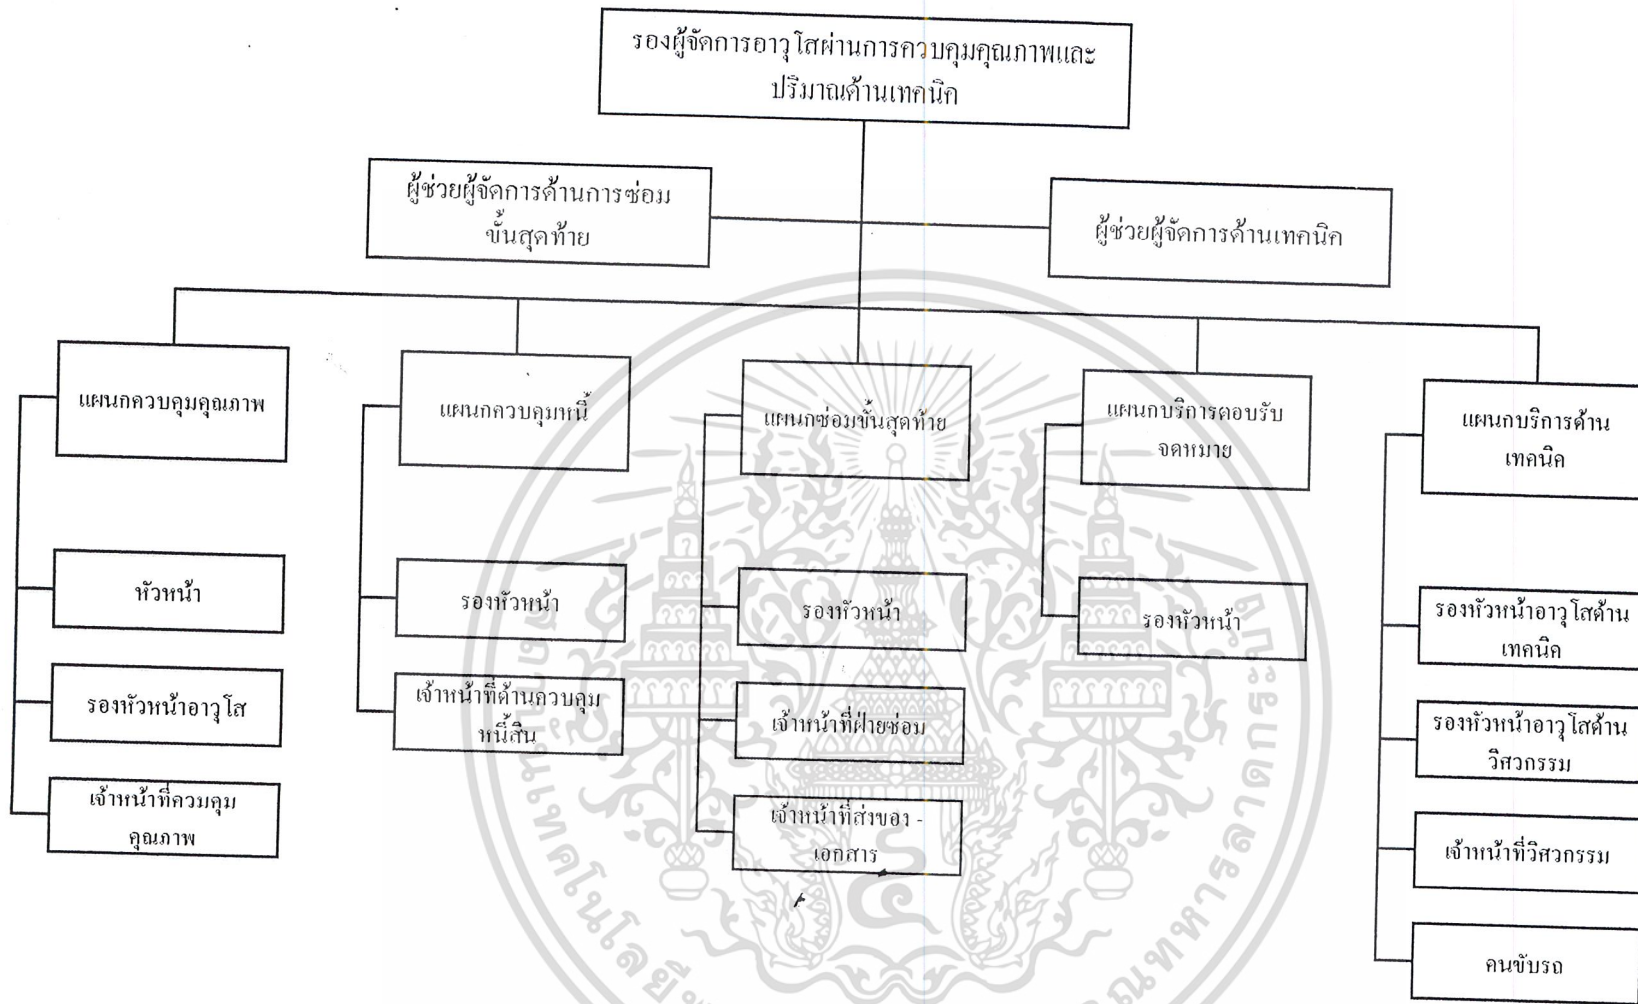 รองผู้จัดการอาวุโสผ่านการควบคุมคุณภาพและ
ปริมาณด้านเทคนิค
ผู้ช่วยผู้จัดการด้านการซ่อม
ขั้นสุดท้าย
ผู้ช่วยผู้จัดการด้านเทคนิค
แผนกควบคุมคุณภาพ
แผนกควบคุมหนี้
แผนกซ่อมขั้นสุดท้าย
แผนกบริการตอบรับ
จดหมาย
แผนกบริการด้าน
เทคนิค
หัวหน้า
รองหัวหน้า
รองหัวหน้า
รองหัวหน้า
รองหัวหน้าอาวุโสด้าน
เทคนิค
รองหัวหน้าอาวุโส
เจ้าหน้าที่ด้านควบคุม
หนี้สิน
เจ้าหน้าที่ฝ่ายซ่อม
รองหัวหน้าอาวุโสด้าน
วิศวกรรม
เจ้าหน้าที่ควมคุม
คุณภาพ
เจ้าหน้าที่ส่งของ -
เอกสาร
เจ้าหน้าที่วิศวกรรม
คนขับรถ